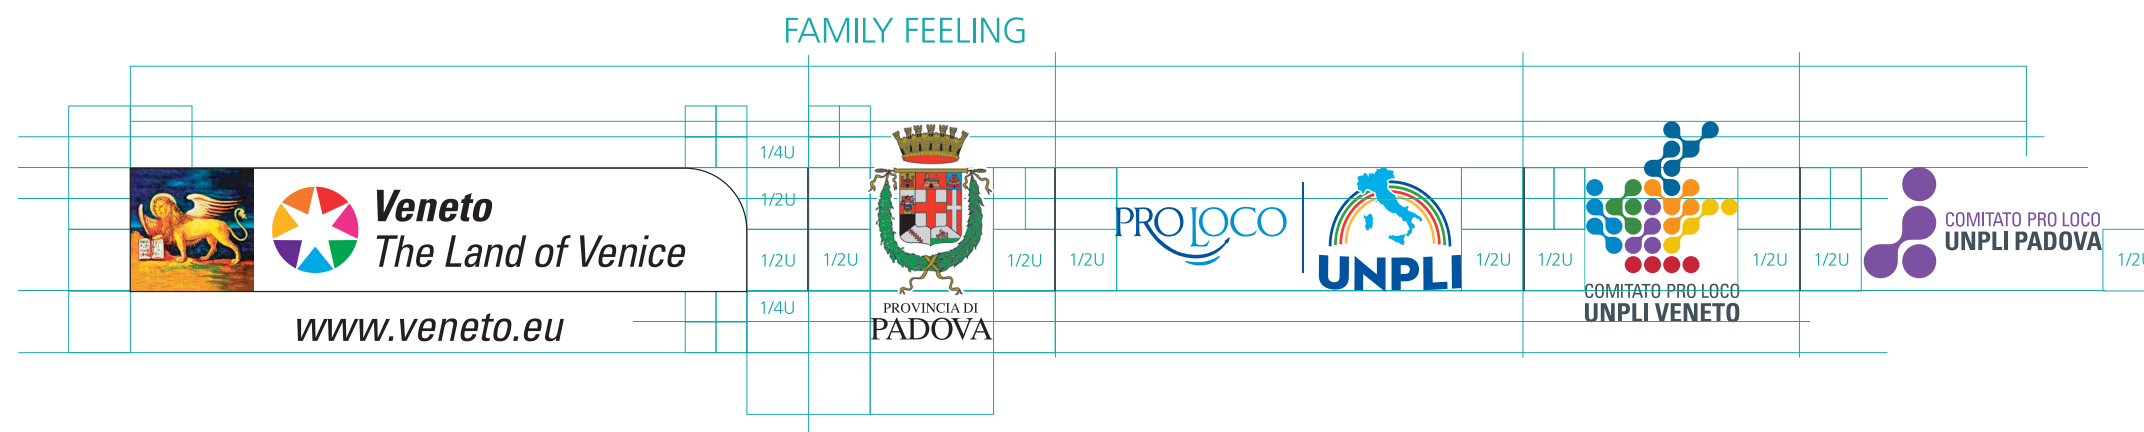 FAMILY FEELING
1/4U
1/2U
1/2U
1/4U
Veneto
The Land of Venice
www.veneto.eu
1/2U
PROVINCIA DI
PADOVA
1/2U
1/2U
PRO LOCO
UNPLI
1/2U
1/2U
COMITATO PRO LOCO
UNPLI VENETO
1/2U
1/2U
COMITATO PRO LOCO
UNPLI PADOVA
1/2U